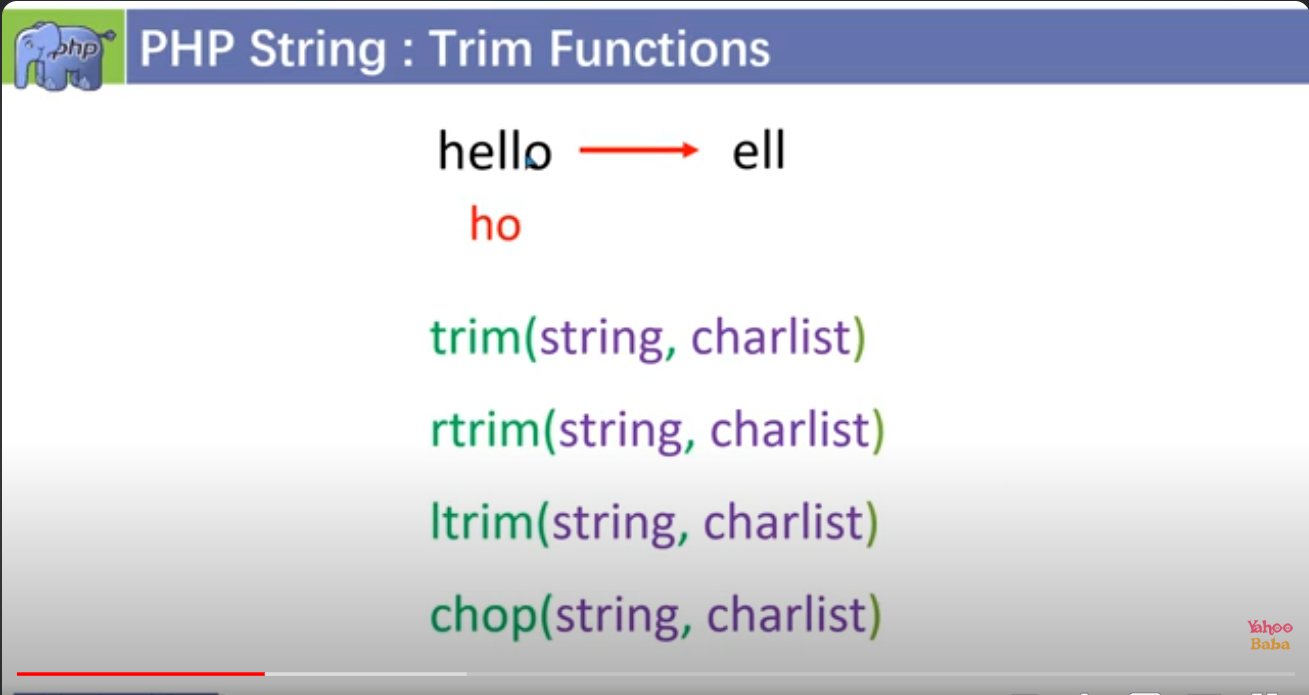 php
PHP String : Trim Functions
hello ell
ho
trim(string, charlist)
rtrim(string, charlist)
ltrim(string, charlist)
chop(string, charlist)
Yahoo
Baba